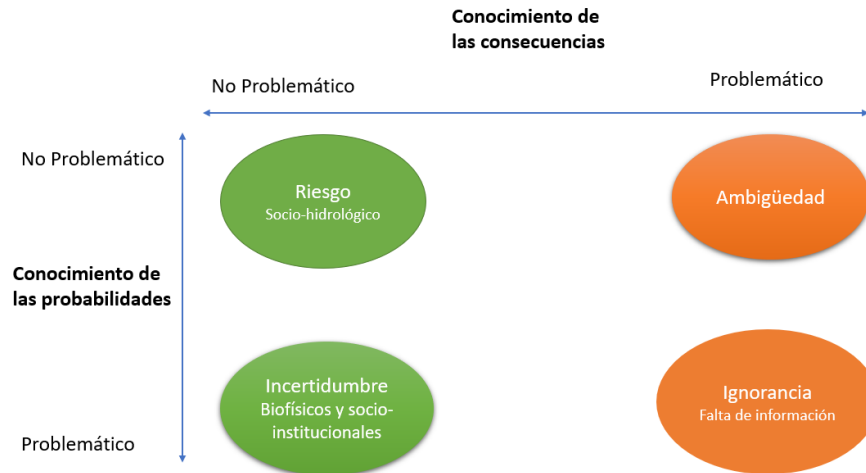 Conocimiento de
las consecuencias
No Problemático
Problemático
No Problemático
Riesgo
Socio-hidrológico
Ambigüedad
Conocimiento de
las probabilidades
Incertidumbre
Biofísicos y socio-
institucionales
Ignorancia
Falta de información
Problemático